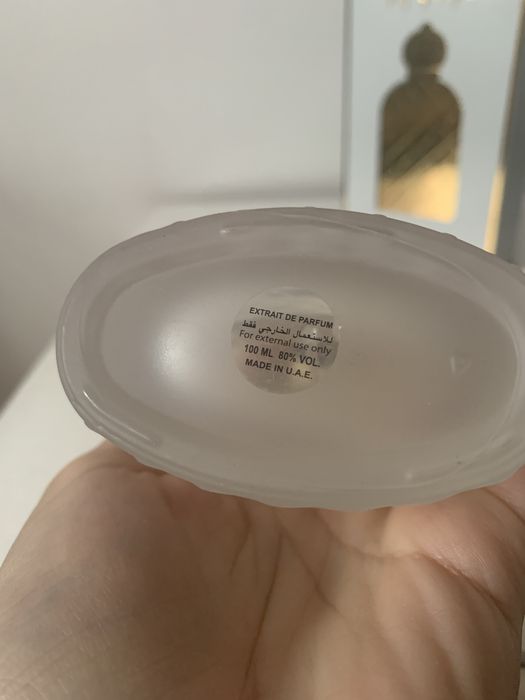 EXTRAIT DE PARFUM
للاستعمال الخارجي فقط
For external use only
100 ML 80% VOL.
MADE IN U.A.E.